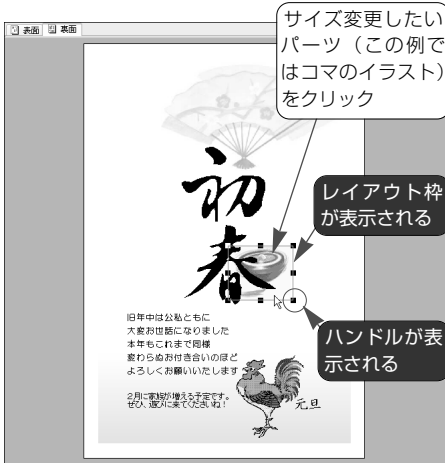 サイズ変更したい
パーツ（この例で
はコマのイラスト）
をクリック
表面 裏面
初
春
レイアウト枠
が表示される
ハンドルが表
示される
旧年中は公私ともに
大変お世話になりました
本年もこれまで同様
変わらぬお付き合いのほど
よろしくお願いいたします
2月に家族が増える予定です。
ぜひ、遊びに来てくださいね！
元旦